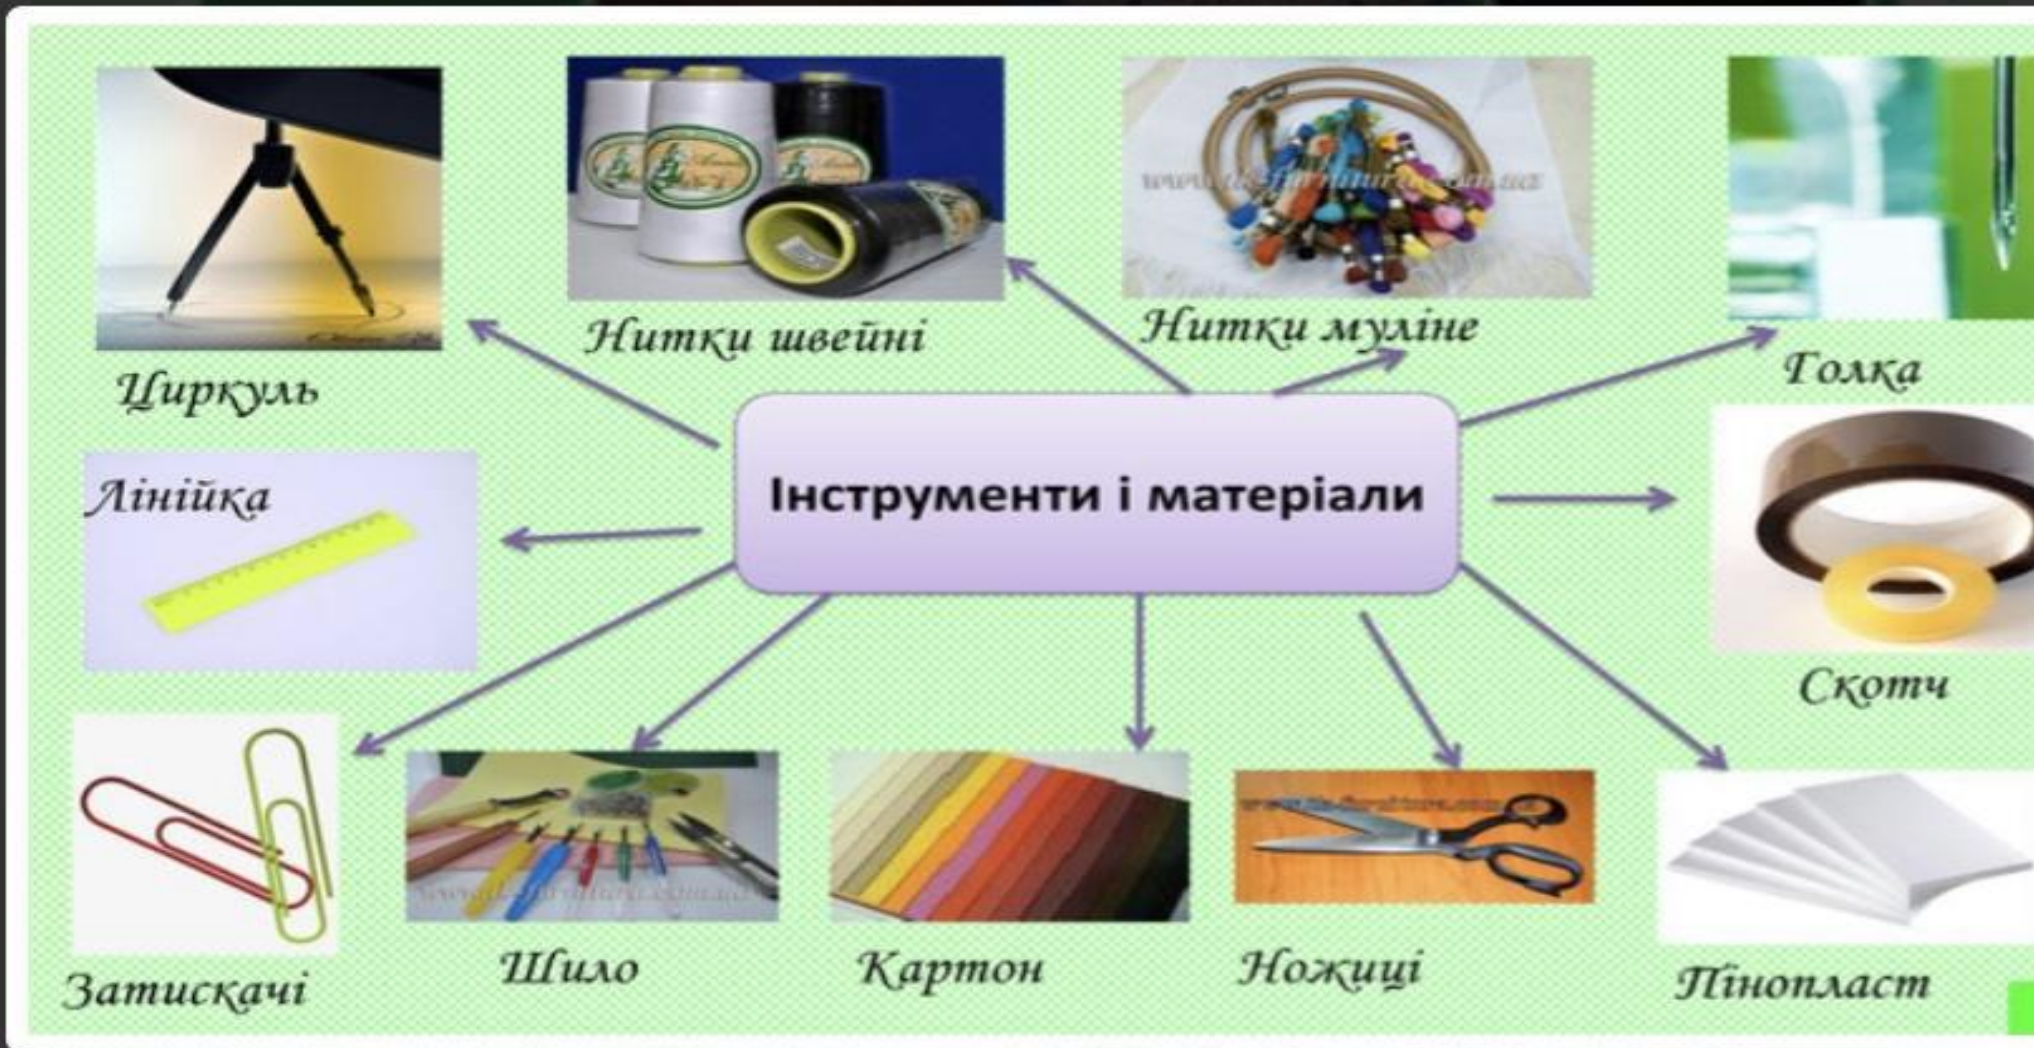 Циркуль
Нитки швейні
Нитки муліне
Голка
Лінійка
Інструменти і матеріали
Скотч
Затискачі
Шило
Картон
Ножиці
Пінопласт